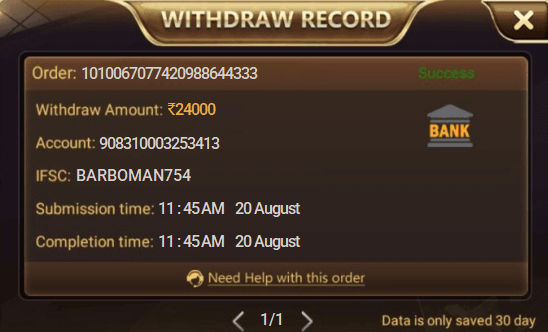 WITHDRAW RECORD
Order: 1010067077420988644333
Success
Withdraw Amount: ₹24000
BANK
Account: 908310003253413
IFSC: BARBOMAN754
Submission time: 11:45AM 20 August
Completion time: 11:45AM 20 August
Need Help with this order
1/1
Data is only saved 30 day